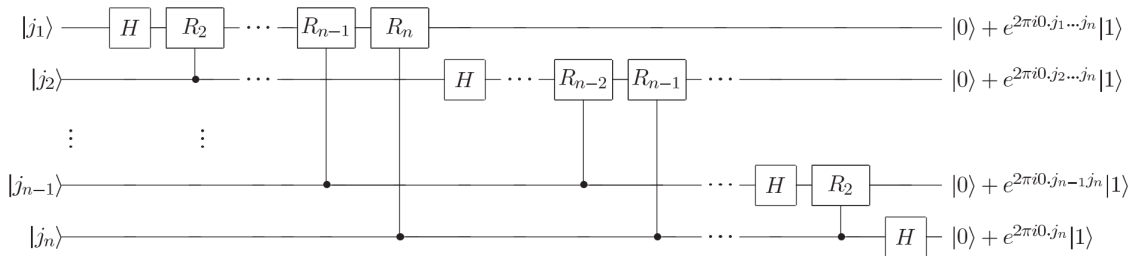 |j₁⟩ H R₂ ⋯ Rₙ₋₁ Rₙ |0⟩ + e^{2πi0.j₁…jₙ}|1⟩
|j₂⟩ ⋯ H ⋯ Rₙ₋₂ Rₙ₋₁ ⋯ |0⟩ + e^{2πi0.j₂…jₙ}|1⟩
⋮ ⋮
|jₙ₋₁⟩ ⋯ H R₂ |0⟩ + e^{2πi0.jₙ₋₁jₙ}|1⟩
|jₙ⟩ ⋯ H |0⟩ + e^{2πi0.jₙ}|1⟩